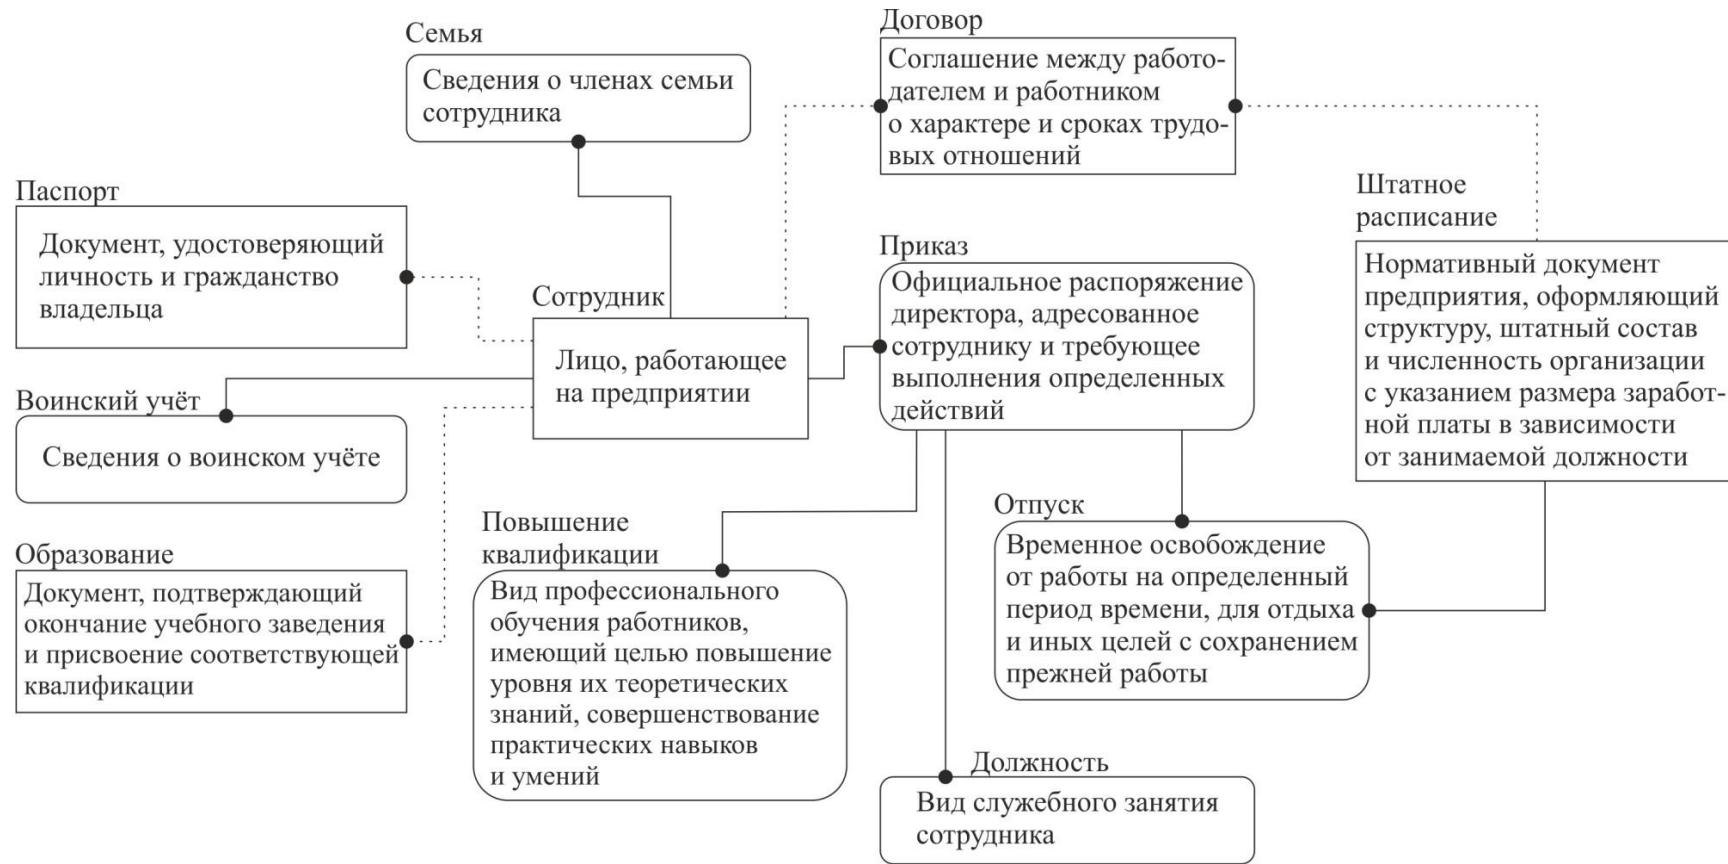 Семья
Сведения о членах семьи
сотрудника
Договор
Соглашение между работо-
дателем и работником
о характере и сроках трудо-
вых отношений
Паспорт
Документ, удостоверяющий
личность и гражданство
владельца
Штатное
расписание
Нормативный документ
предприятия, оформляющий
структуру, штатный состав
и численность организации
с указанием размера заработ-
ной платы в зависимости
от занимаемой должности
Приказ
Официальное распоряжение
директора, адресованное
сотруднику и требующее
выполнения определенных
действий
Сотрудник
Лицо, работающее
на предприятии
Воинский учёт
Сведения о воинском учёте
Образование
Документ, подтверждающий
окончание учебного заведения
и присвоение соответствующей
квалификации
Повышение
квалификации
Вид профессионального
обучения работников,
имеющий целью повышение
уровня их теоретических
знаний, совершенствование
практических навыков
и умений
Отпуск
Временное освобождение
от работы на определенный
период времени, для отдыха
и иных целей с сохранением
прежней работы
Должность
Вид служебного занятия
сотрудника